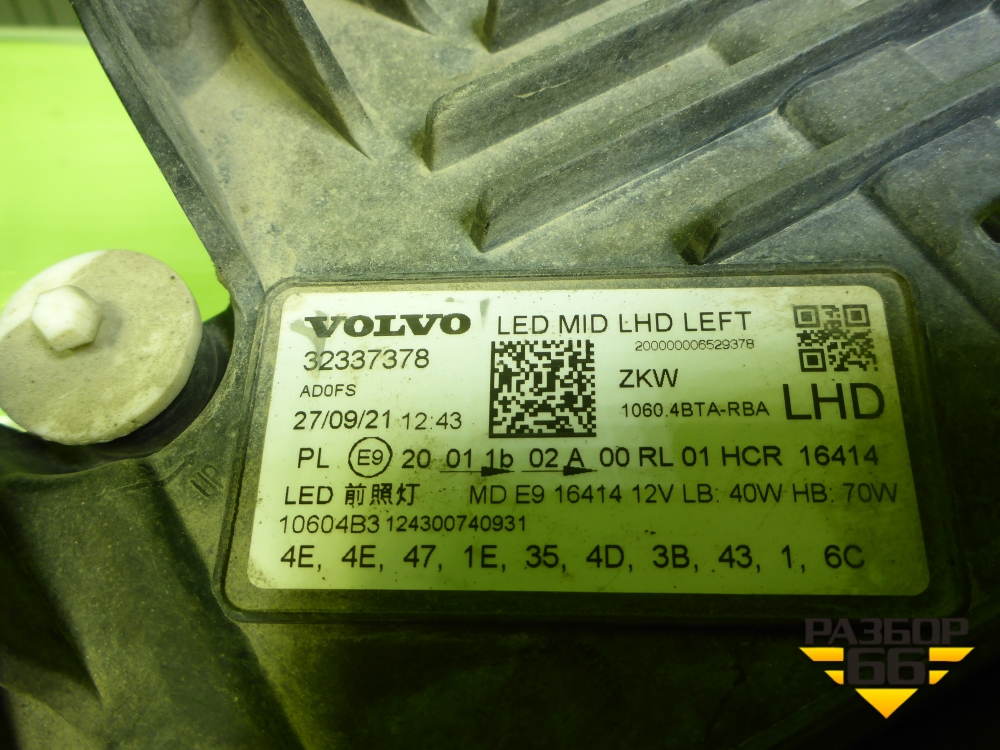 VOLVO LED MID LHD LEFT
32337378 200000006529378
AD0FS ZKW
27/09/21 12:43 1060.4BTA-RBA LHD
PL E9 20 01 1b 02 A 00 RL 01 HCR 16414
LED 前照灯 MD E9 16414 12V LB: 40W HB: 70W
10604B3124300740931
4E, 4E, 47, 1E, 35, 4D, 3B, 43, 1, 6C
РАЗБОР
66